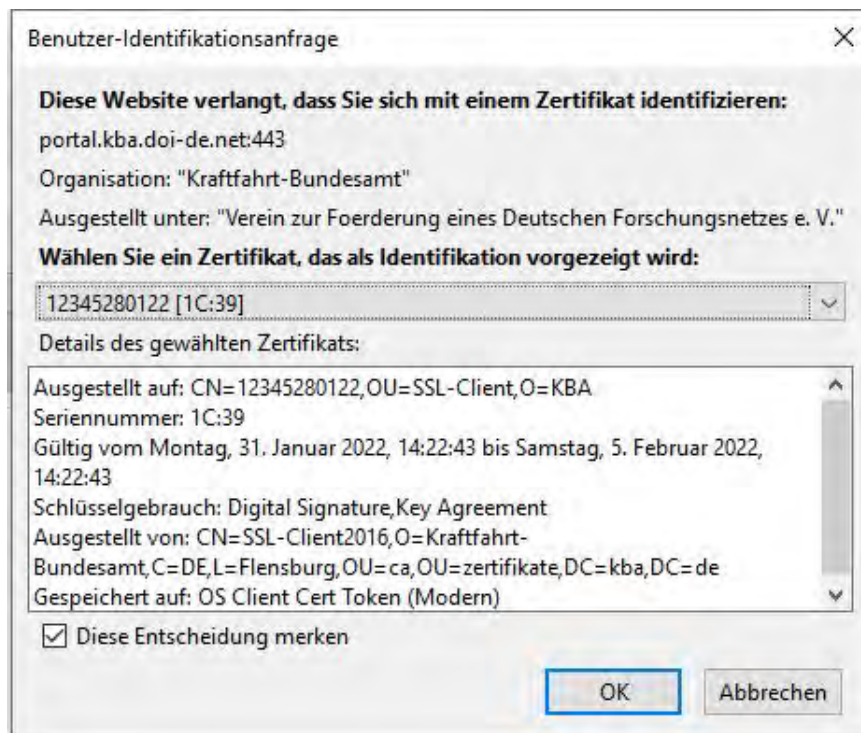 Benutzer-Identifikationsanfrage
Diese Website verlangt, dass Sie sich mit einem Zertifikat identifizieren:
portal.kba.doi-de.net:443
Organisation: "Kraftfahrt-Bundesamt"
Ausgestellt unter: "Verein zur Foerderung eines Deutschen Forschungsnetzes e. V."
Wählen Sie ein Zertifikat, das als Identifikation vorgezeigt wird:
12345280122 [1C:39]
Details des gewählten Zertifikats:
Ausgestellt auf: CN=12345280122,OU=SSL-Client,O=KBA
Seriennummer: 1C:39
Gültig vom Montag, 31. Januar 2022, 14:22:43 bis Samstag, 5. Februar 2022,
14:22:43
Schlüsselgebrauch: Digital Signature,Key Agreement
Ausgestellt von: CN=SSL-Client2016,O=Kraftfahrt-
Bundesamt,C=DE,L=Flensburg,OU=ca,OU=zertifikate,DC=kba,DC=de
Gespeichert auf: OS Client Cert Token (Modern)
Diese Entscheidung merken
OK
Abbrechen